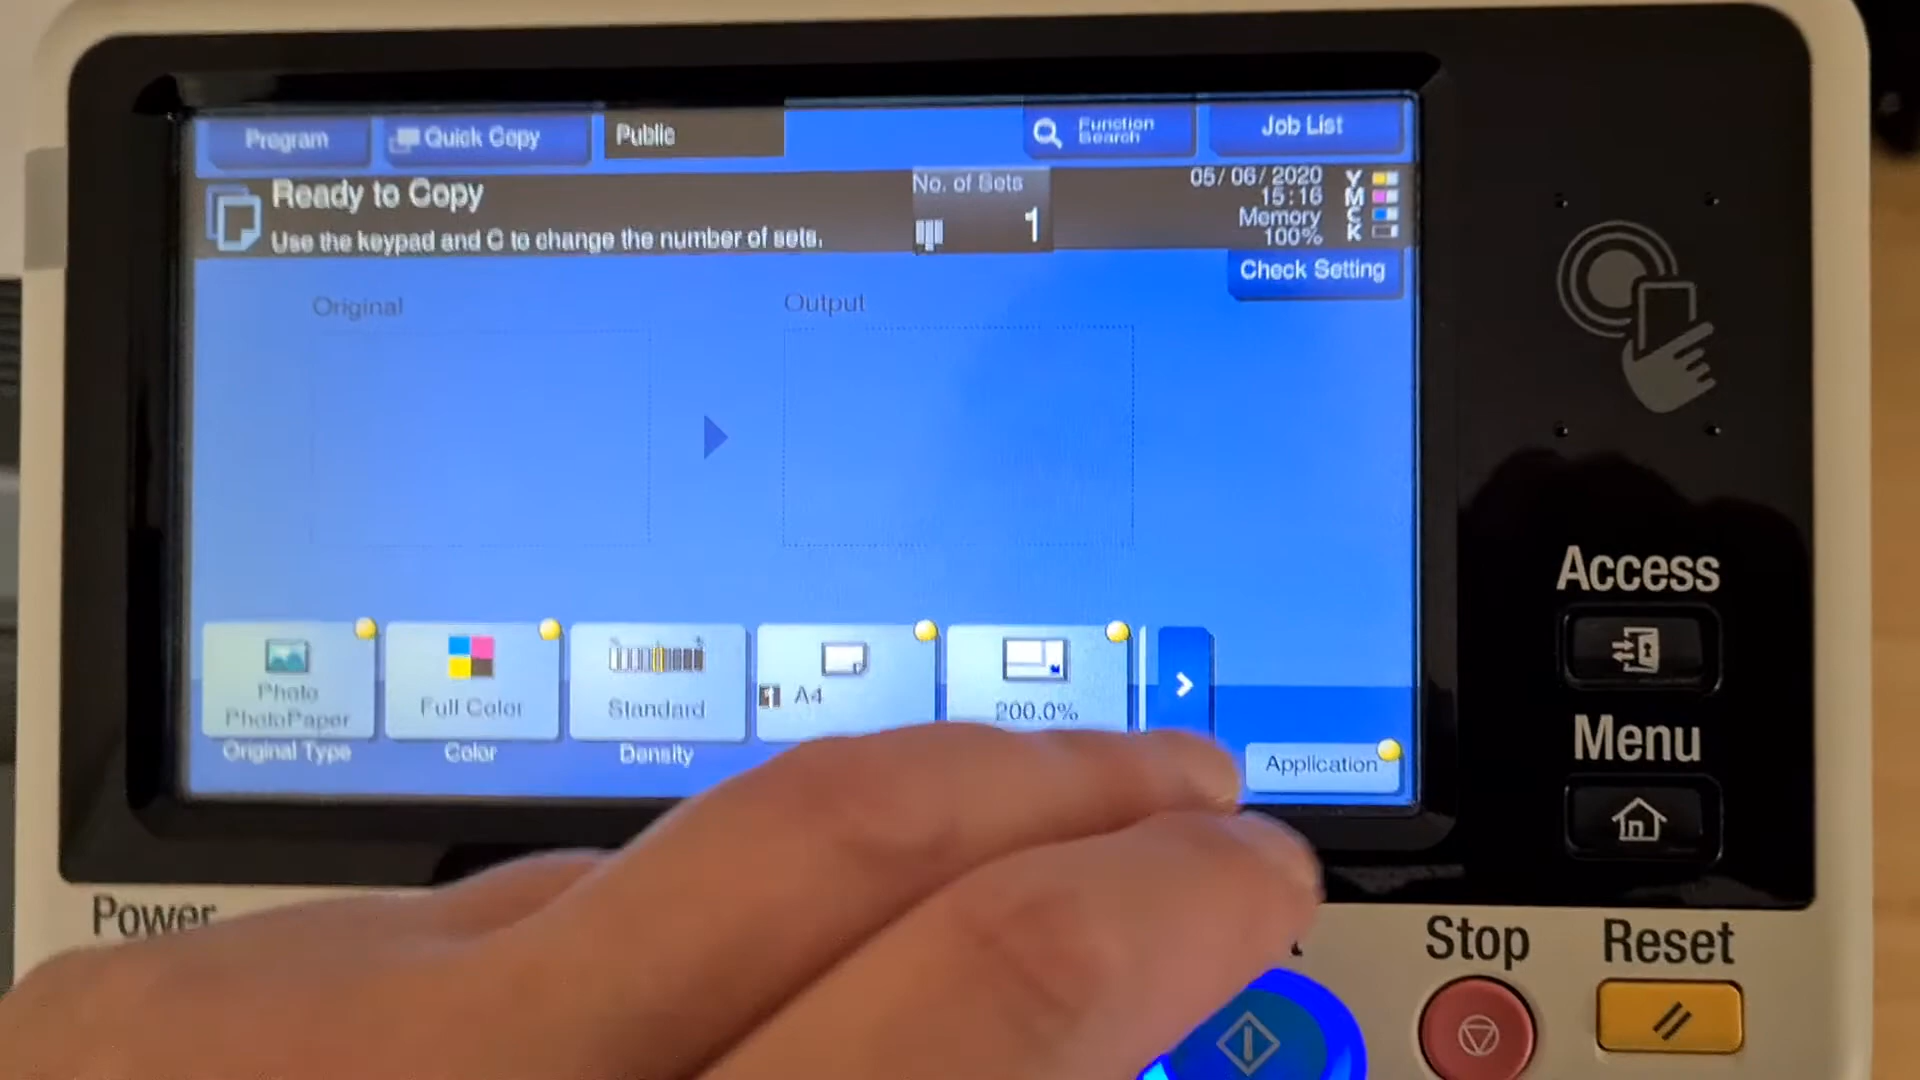 Program
Quick Copy
Public
Function
Search
Job List
Ready to Copy
Use the keypad and C to change the number of sets.
No. of Sets
1
05/06/2020
15:16
Memory
100%
Y
M
C
K
Check Setting
Original
Output
Photo
PhotoPaper
Original Type
Full Color
Color
Standard
Density
1 A4
200.0%
Application
Access
Menu
Power
Stop
Reset